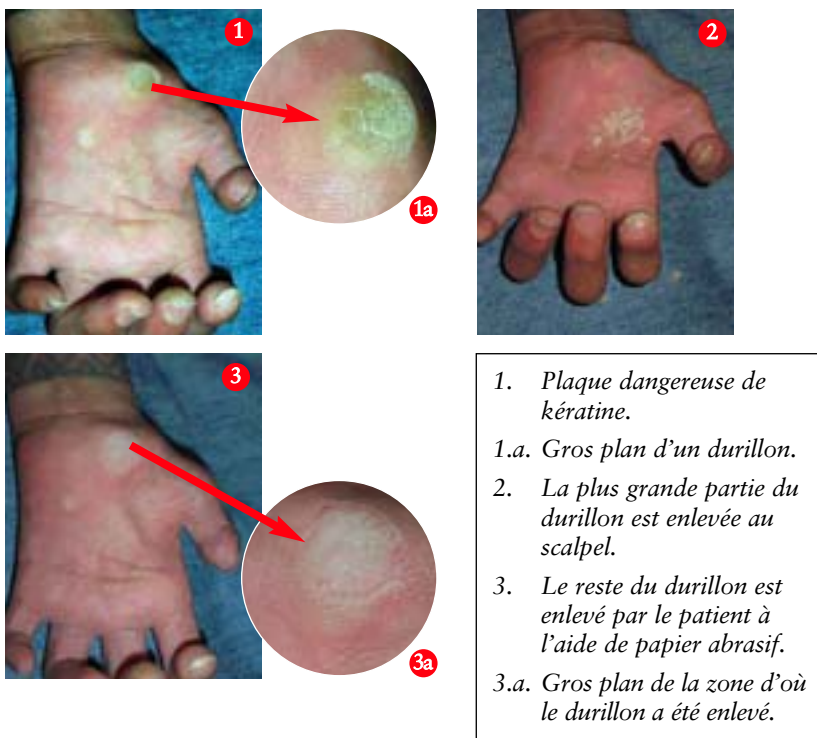 1
1a
2
3
3a
1. Plaque dangereuse de
kératine.
1.a. Gros plan d'un durillon.
2. La plus grande partie du
durillon est enlevée au
scalpel.
3. Le reste du durillon est
enlevé par le patient à
l'aide de papier abrasif.
3.a. Gros plan de la zone d'où
le durillon a été enlevé.